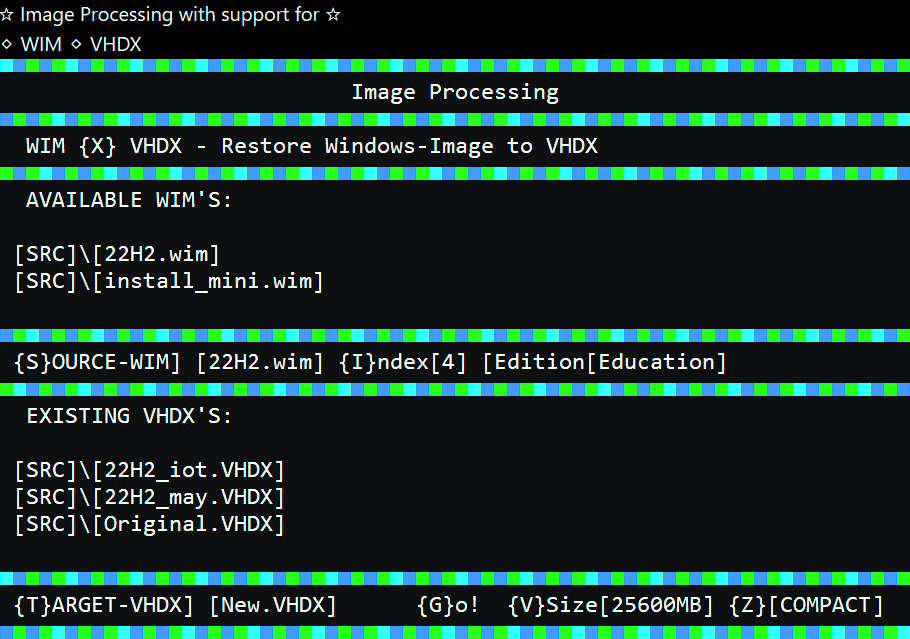 ☆ Image Processing with support for ☆
⋄ WIM ⋄ VHDX
Image Processing
WIM {X} VHDX - Restore Windows-Image to VHDX
AVAILABLE WIM'S:
[SRC]\[22H2.wim]
[SRC]\[install_mini.wim]
{S}OURCE-WIM] [22H2.wim] {I}ndex[4] [Edition[Education]
EXISTING VHDX'S:
[SRC]\[22H2_iot.VHDX]
[SRC]\[22H2_may.VHDX]
[SRC]\[Original.VHDX]
{T}ARGET-VHDX] [New.VHDX] {G}o! {V}Size[25600MB] {Z}[COMPACT]